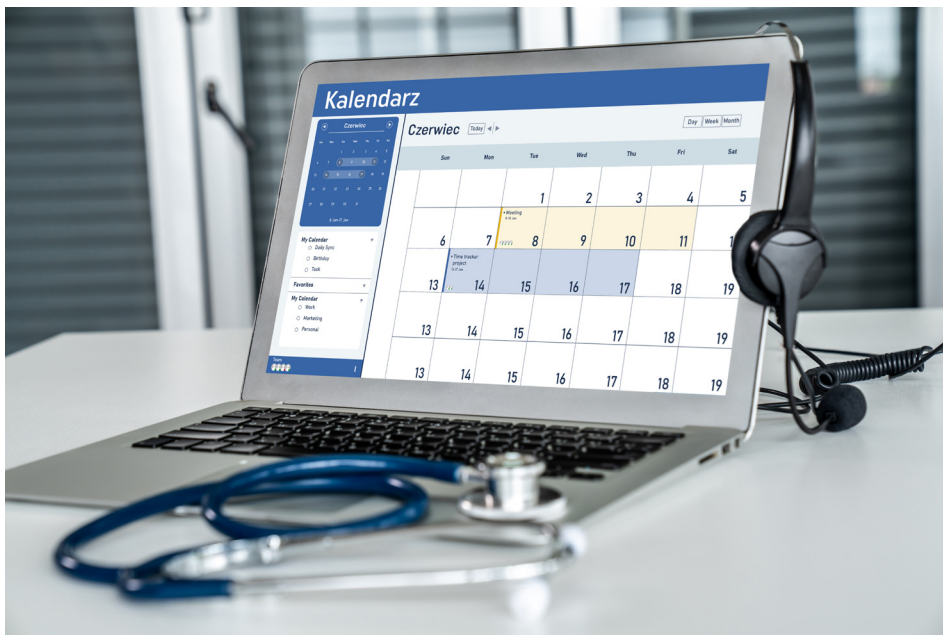 Kalendarz
Czerwiec
My Calendar
Daily Sync
Birthday
Task
Favorites
My Calendar
Work
Marketing
Personal
Team
Czerwiec Today Day Week Month
Sun Mon Tue Wed Thu Fri Sat
1 2 3 4 5
Meeting
6 7 8 9 10 11
Time tracker
project
13 14 15 16 17 18 19
13 14 15 16 17 18 19
13 14 15 16 17 18 19